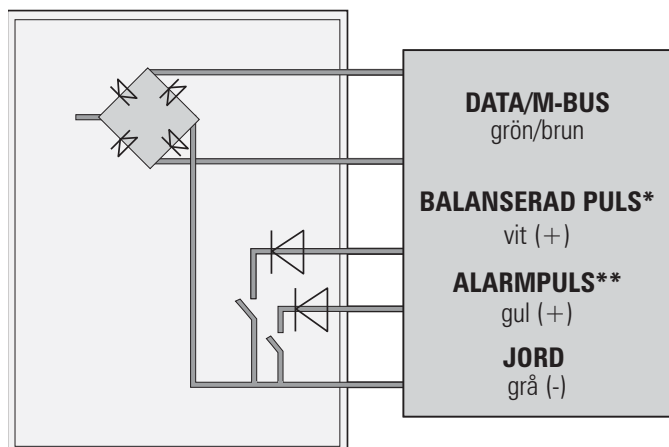 DATA/M-BUS
grön/brun
BALANSERAD PULS*
vit (+)
ALARMPULS**
gul (+)
JORD
grå (-)